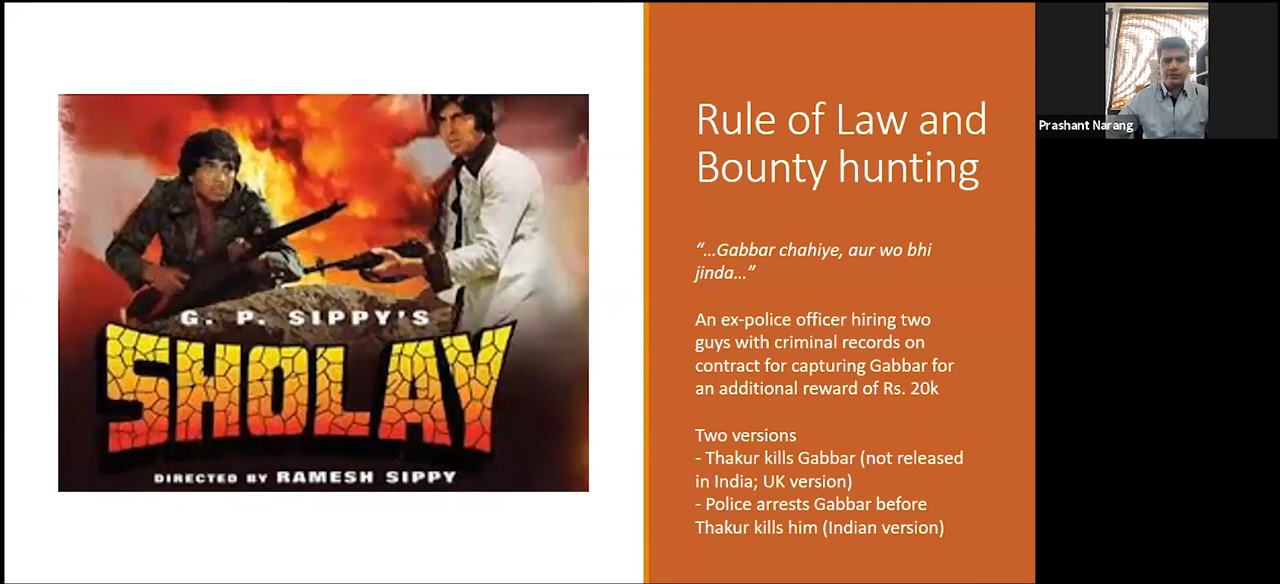 G. P. SIPPY'S
SHOLAY
DIRECTED BY RAMESH SIPPY
Rule of Law and
Bounty hunting
“...Gabbar chahiye, aur wo bhi
jinda...”
An ex-police officer hiring two
guys with criminal records on
contract for capturing Gabbar for
an additional reward of Rs. 20k
Two versions
- Thakur kills Gabbar (not released
in India; UK version)
- Police arrests Gabbar before
Thakur kills him (Indian version)
Prashant Narang